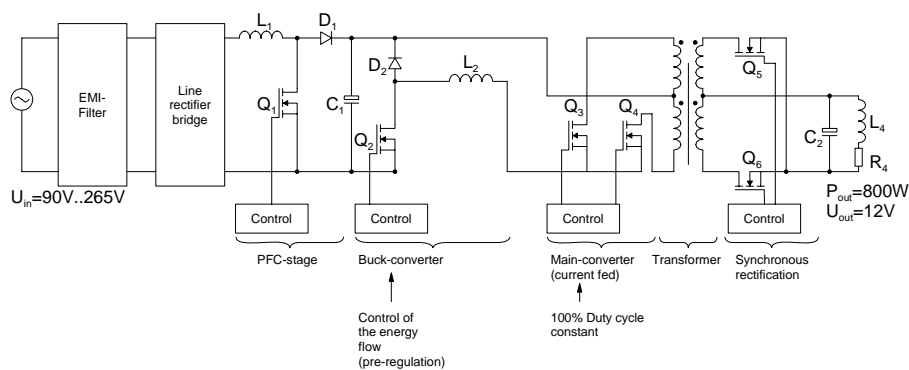 L1
D1
D2
L2
EMI-
Filter
Line
rectifier
bridge
Q1
C1
Q2
Q3
Q4
Q5
Q6
C2
L4
R4
Uin=90V..265V
Pout=800W
Uout=12V
Control
Control
Control
Control
PFC-stage
Buck-converter
Main-converter
(current fed)
Transformer
Synchronous
rectification
Control of
the energy
flow
(pre-regulation)
100% Duty cycle
constant